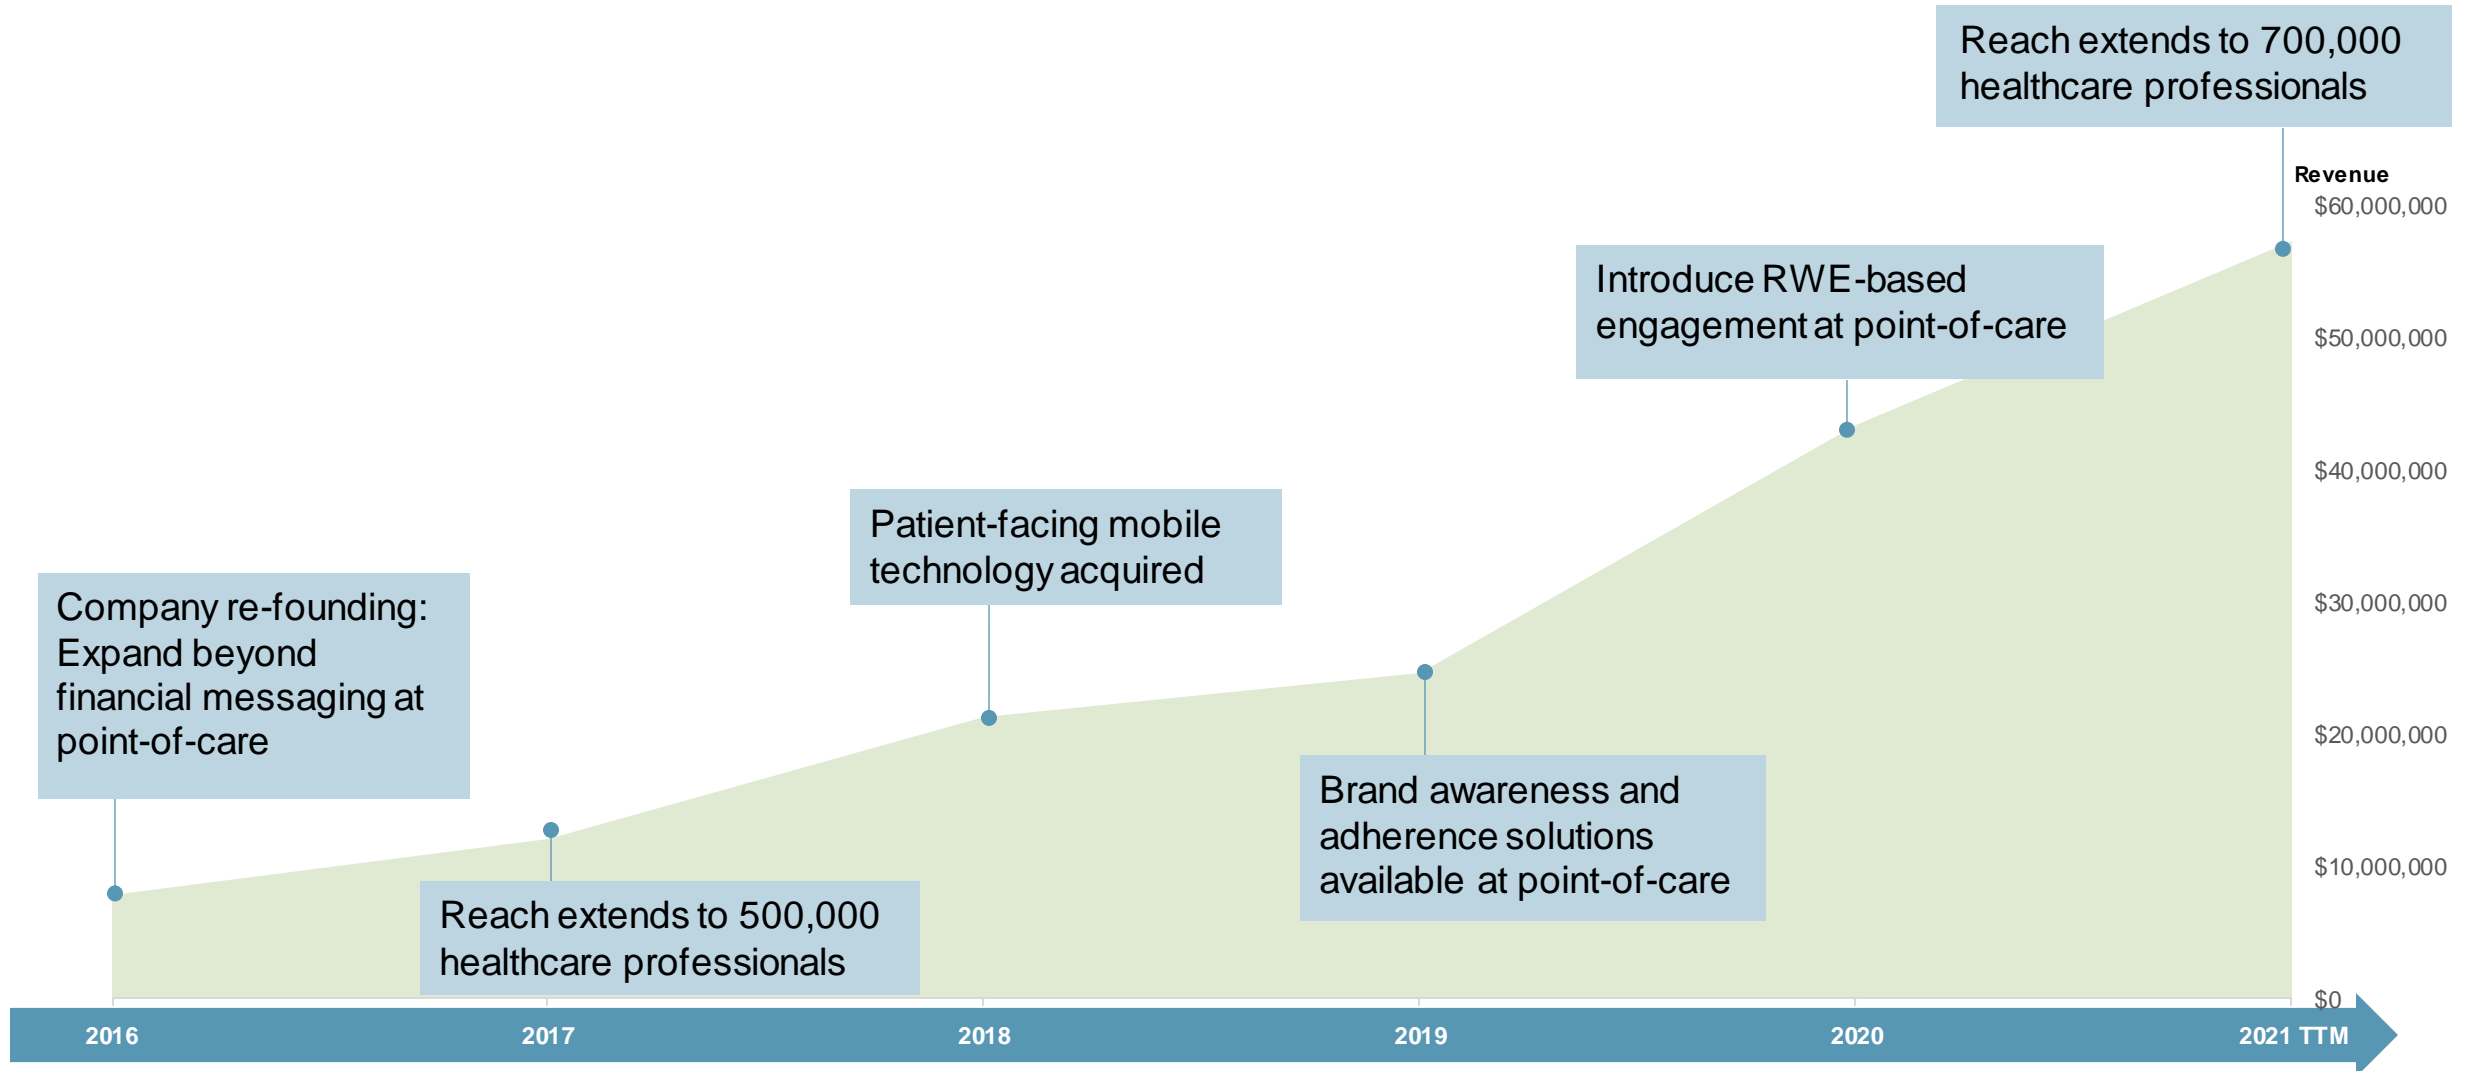 Reach extends to 700,000
healthcare professionals
Revenue
$60,000,000
Introduce RWE-based
engagement at point-of-care
$50,000,000
$40,000,000
Patient-facing mobile
technology acquired
Company re-founding:
Expand beyond
financial messaging at
point-of-care
$30,000,000
$20,000,000
Brand awareness and
adherence solutions
available at point-of-care
$10,000,000
Reach extends to 500,000
healthcare professionals
$0
2016
2017
2018
2019
2020
2021 TTM